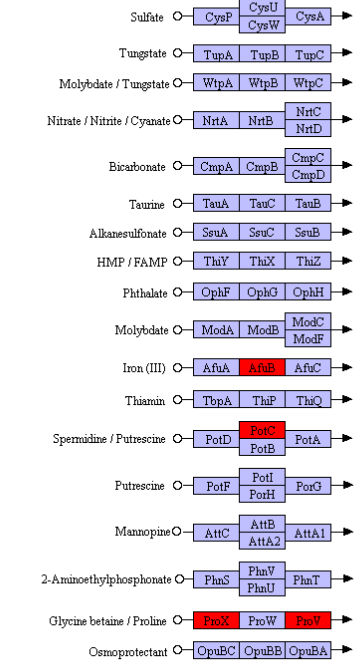 CysU
Sulfate CysP CysA
CysW
Tungstate TupA TupB TupC
Molybdate / Tungstate WtpA WtpB WtpC
NrtC
Nitrate / Nitrite / Cyanate NrtA NrtB
NrtD
CmpC
Bicarbonate CmpA CmpB
CmpD
Taurine TauA TauC TauB
Alkanesulfonate SsuA SsuC SsuB
HMP / FAMP ThiY ThiX ThiZ
Phthalate OphF OphG OphH
ModC
Molybdate ModA ModB
ModF
Iron (III) AfuA AfuB AfuC
Thiamin TbpA ThiP ThiQ
PotC
Spermidine / Putrescine PotD PotA
PotB
PotI
Putrescine PotF PorG
PorH
AttB
Mannopine AttC AttA1
AttA2
PhnV
2-Aminoethylphosphonate PhnS PhnT
PhnU
Glycine betaine / Proline ProX ProW ProV
Osmoprotectant OpuBC OpuBB OpuBA